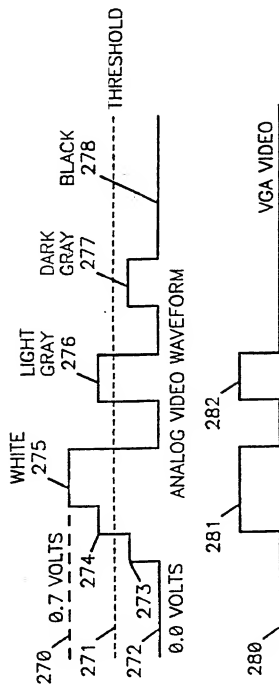 WHITE
275
LIGHT
GRAY
276
DARK
GRAY
277
BLACK
278
THRESHOLD
270
0.7 VOLTS
271
274
273
272
0.0 VOLTS
ANALOG VIDEO WAVEFORM
281
282
280
VGA VIDEO